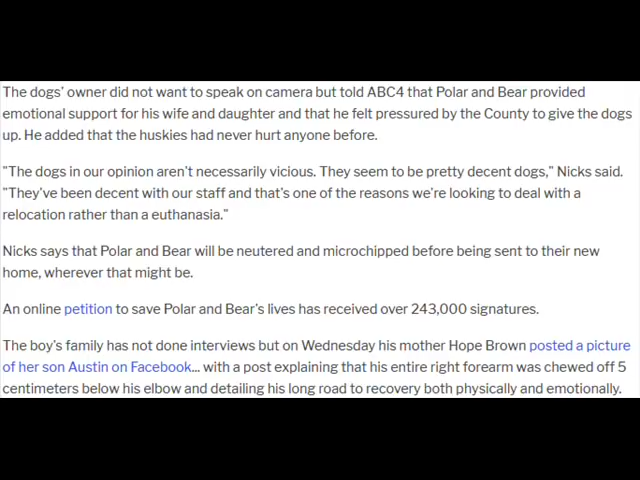 The dogs' owner did not want to speak on camera but told ABC4 that Polar and Bear provided
emotional support for his wife and daughter and that he felt pressured by the County to give the dogs
up. He added that the huskies had never hurt anyone before.
"The dogs in our opinion aren't necessarily vicious. They seem to be pretty decent dogs," Nicks said.
"They've been decent with our staff and that's one of the reasons we're looking to deal with a
relocation rather than a euthanasia."
Nicks says that Polar and Bear will be neutered and microchipped before being sent to their new
home, wherever that might be.
An online petition to save Polar and Bear's lives has received over 243,000 signatures.
The boy's family has not done interviews but on Wednesday his mother Hope Brown posted a picture
of her son Austin on Facebook... with a post explaining that his entire right forearm was chewed off 5
centimeters below his elbow and detailing his long road to recovery both physically and emotionally.